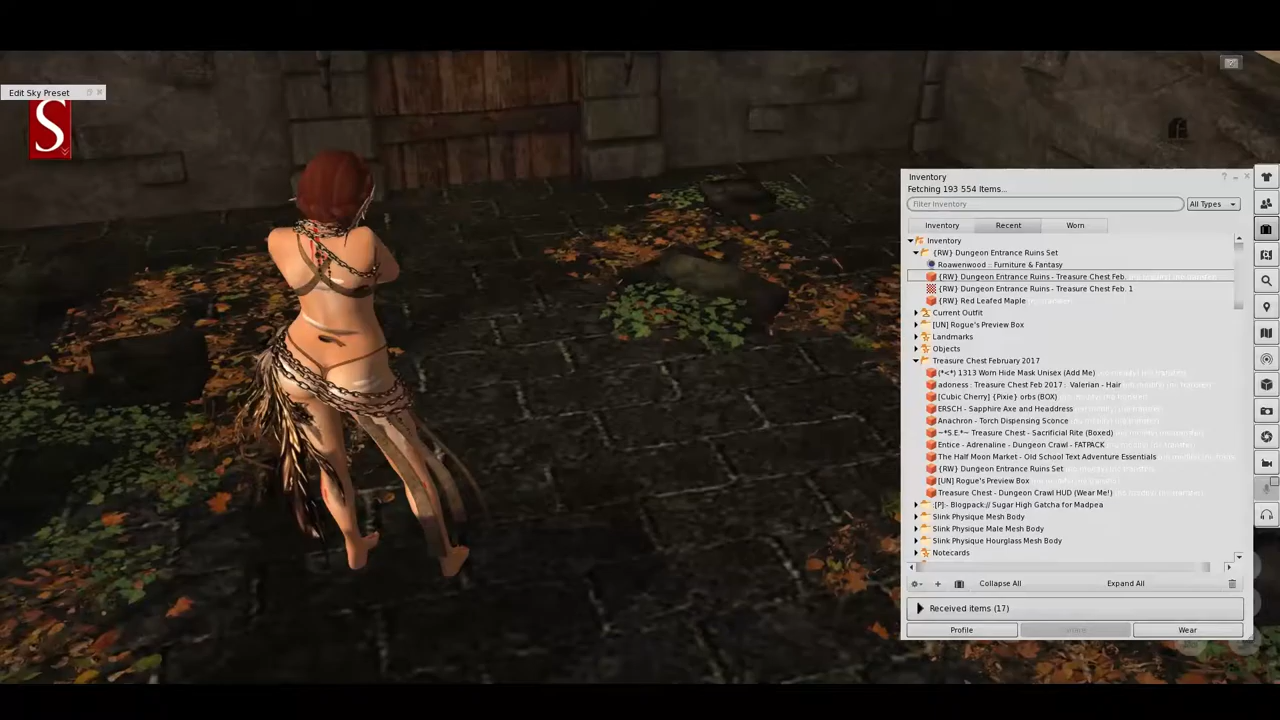 Edit Sky Preset
S
Inventory
Fetching 193 554 Items...
Filter Inventory
All Types
Inventory Recent Worn
Inventory
{RW} Dungeon Entrance Ruins Set
Roawenwood :: Furniture & Fantasy
{RW} Dungeon Entrance Ruins - Treasure Chest Feb.
{RW} Dungeon Entrance Ruins - Treasure Chest Feb. 1
{RW} Red Leafed Maple
Current Outfit
[UN] Rogue's Preview Box
Landmarks
Objects
Treasure Chest February 2017
(*<*) 1313 Worn Hide Mask Unisex (Add Me)
adoness : Treasure Chest Feb 2017 : Valerian - Hair
[Cubic Cherry] {Pixie} orbs (BOX)
ERSCH - Sapphire Axe and Headdress
Anachron - Torch Dispensing Sconce
~*S.E.*~ Treasure Chest - Sacrificial Rite (Boxed)
Entice - Adrenaline - Dungeon Crawl - FATPACK
The Half Moon Market - Old School Text Adventure Essentials
{RW} Dungeon Entrance Ruins Set
[UN] Rogue's Preview Box
Treasure Chest - Dungeon Crawl HUD (Wear Me!)
:[P]:- Blogpack:// Sugar High Gatcha for Madpea
Slink Physique Mesh Body
Slink Physique Male Mesh Body
Slink Physique Hourglass Mesh Body
Notecards
Collapse All Expand All
Received items (17)
Profile Wear